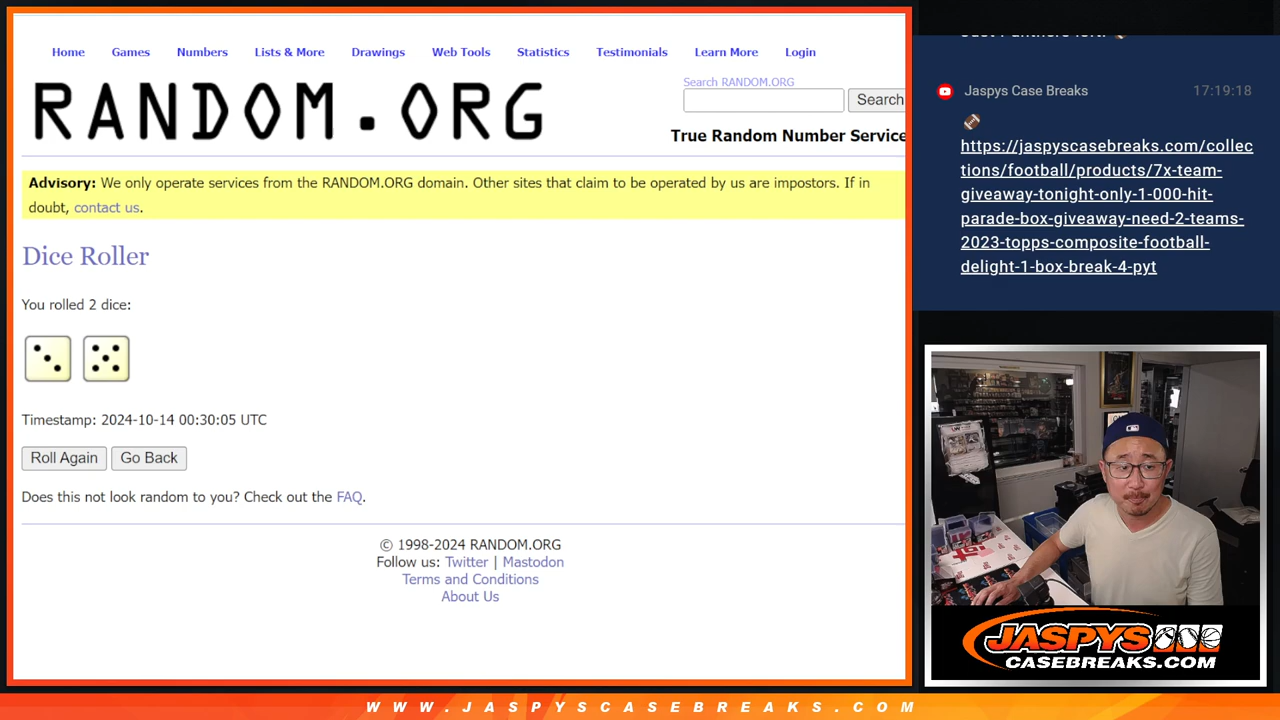 Home Games Numbers Lists & More Drawings Web Tools Statistics Testimonials Learn More Login
RANDOM.ORG
Search RANDOM.ORG
Search
True Random Number Service
Advisory: We only operate services from the RANDOM.ORG domain. Other sites that claim to be operated by us are impostors. If in
doubt, contact us.
Dice Roller
You rolled 2 dice:
Timestamp: 2024-10-14 00:30:05 UTC
Roll Again Go Back
Does this not look random to you? Check out the FAQ.
© 1998-2024 RANDOM.ORG
Follow us: Twitter | Mastodon
Terms and Conditions
About Us
Jaspys Case Breaks 17:19:18
https://jaspyscasebreaks.com/collec
tions/football/products/7x-team-
giveaway-tonight-only-1-000-hit-
parade-box-giveaway-need-2-teams-
2023-topps-composite-football-
delight-1-box-break-4-pyt
JASPYS
CASEBREAKS.COM
WWW.JASPYSCASEBREAKS.COM